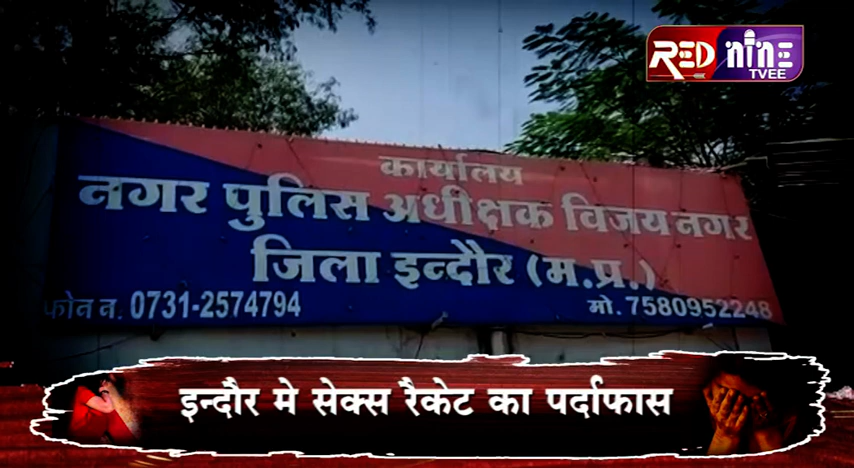 RED NINE
TVEE
कार्यालय
नगर पुलिस अधीक्षक विजय नगर
जिला इन्दौर (म.प्र.)
फोन न. 0731-2574794
मो. 7580952248
इन्दौर मे सेक्स रैकेट का पर्दाफास